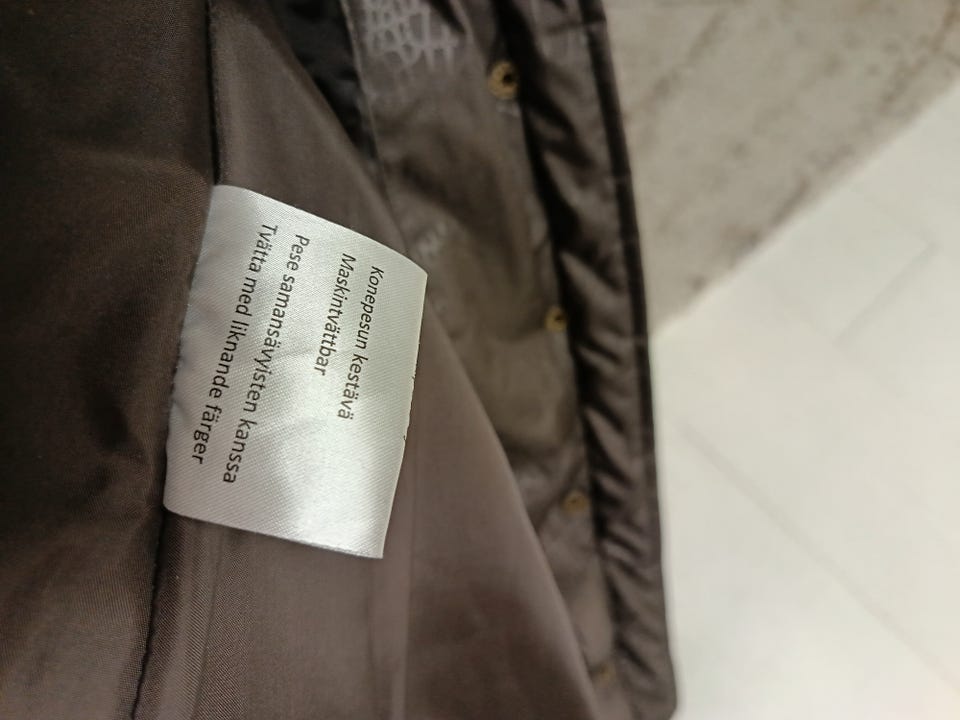 Konepesun kestävä
Maskintvättbar
Pese samansävyisten kanssa
Tvätta med liknande färger